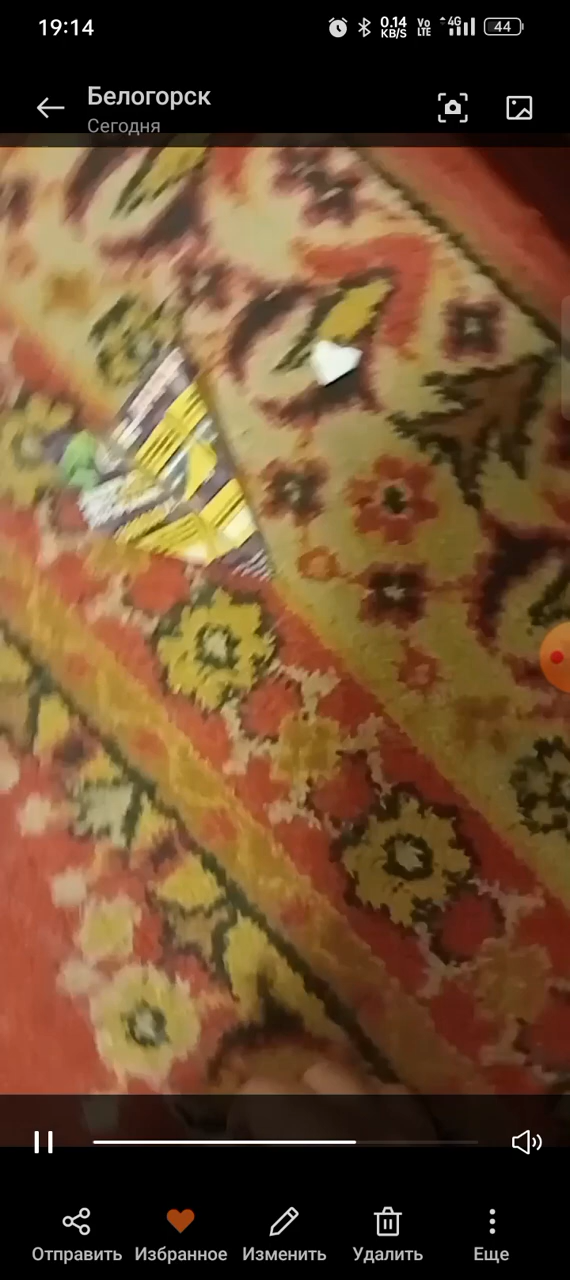 19:14
0.14 KB/S
Vo LTE
4G
44
Белогорск
Сегодня
Отправить Избранное Изменить Удалить Еще